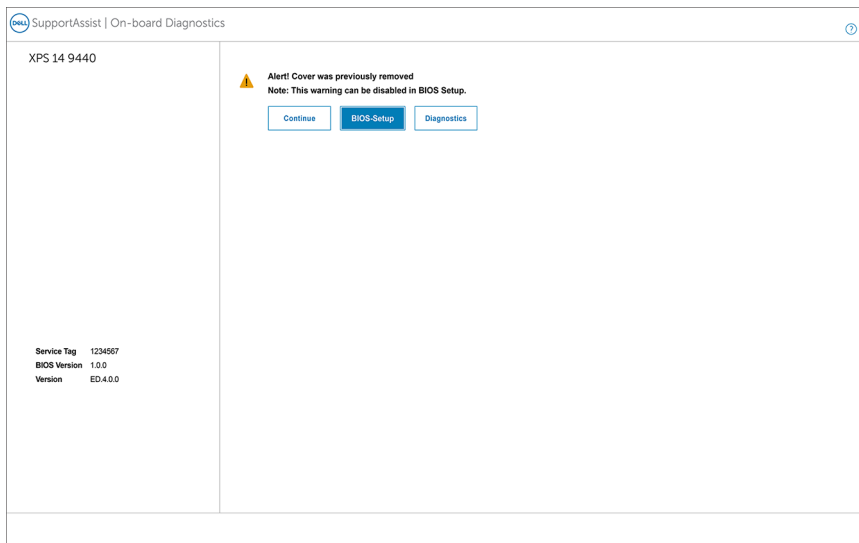 DELL SupportAssist | On-board Diagnostics
?
XPS 14 9440
Alert! Cover was previously removed
Note: This warning can be disabled in BIOS Setup.
Continue BIOS-Setup Diagnostics
Service Tag 1234567
BIOS Version 1.0.0
Version ED.4.0.0